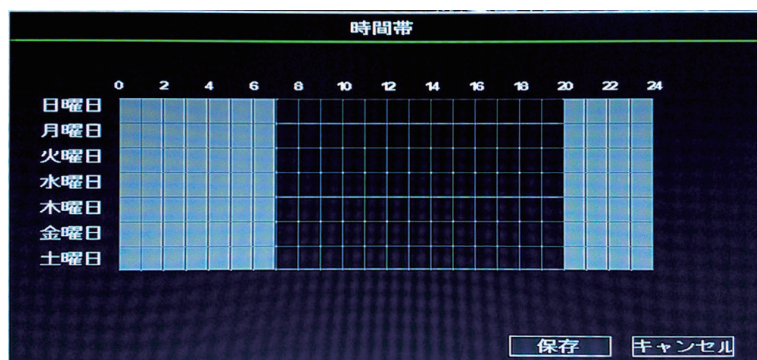 時間帯
0 2 4 6 8 10 12 14 16 18 20 22 24
日曜日
月曜日
火曜日
水曜日
木曜日
金曜日
土曜日
保存 キャンセル